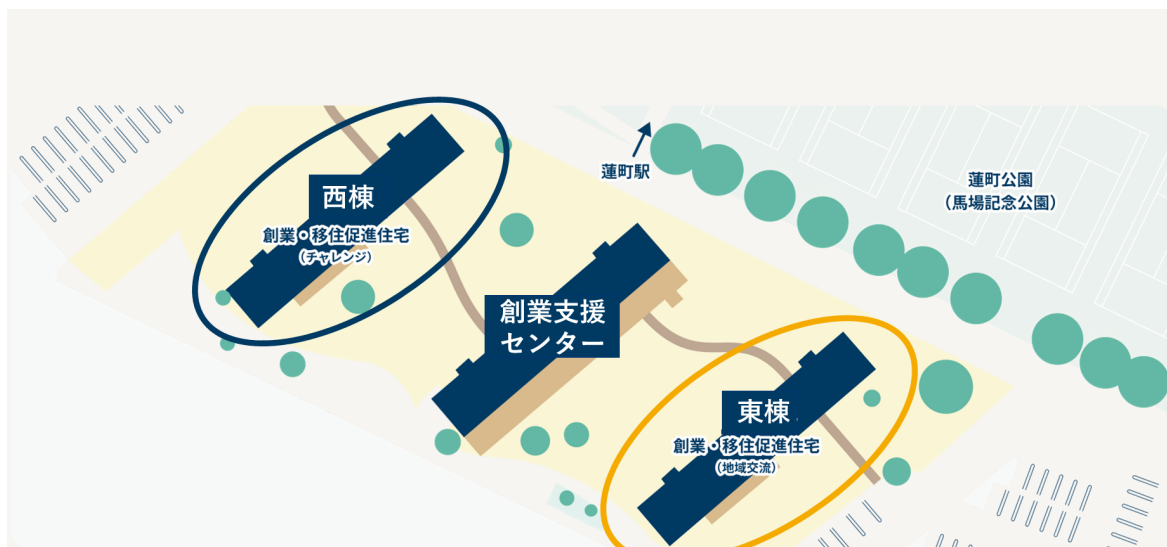 蓮町駅
蓮町公園
（馬場記念公園）
西棟
創業・移住促進住宅
（チャレンジ）
創業支援
センター
東棟
創業・移住促進住宅
（地域交流）